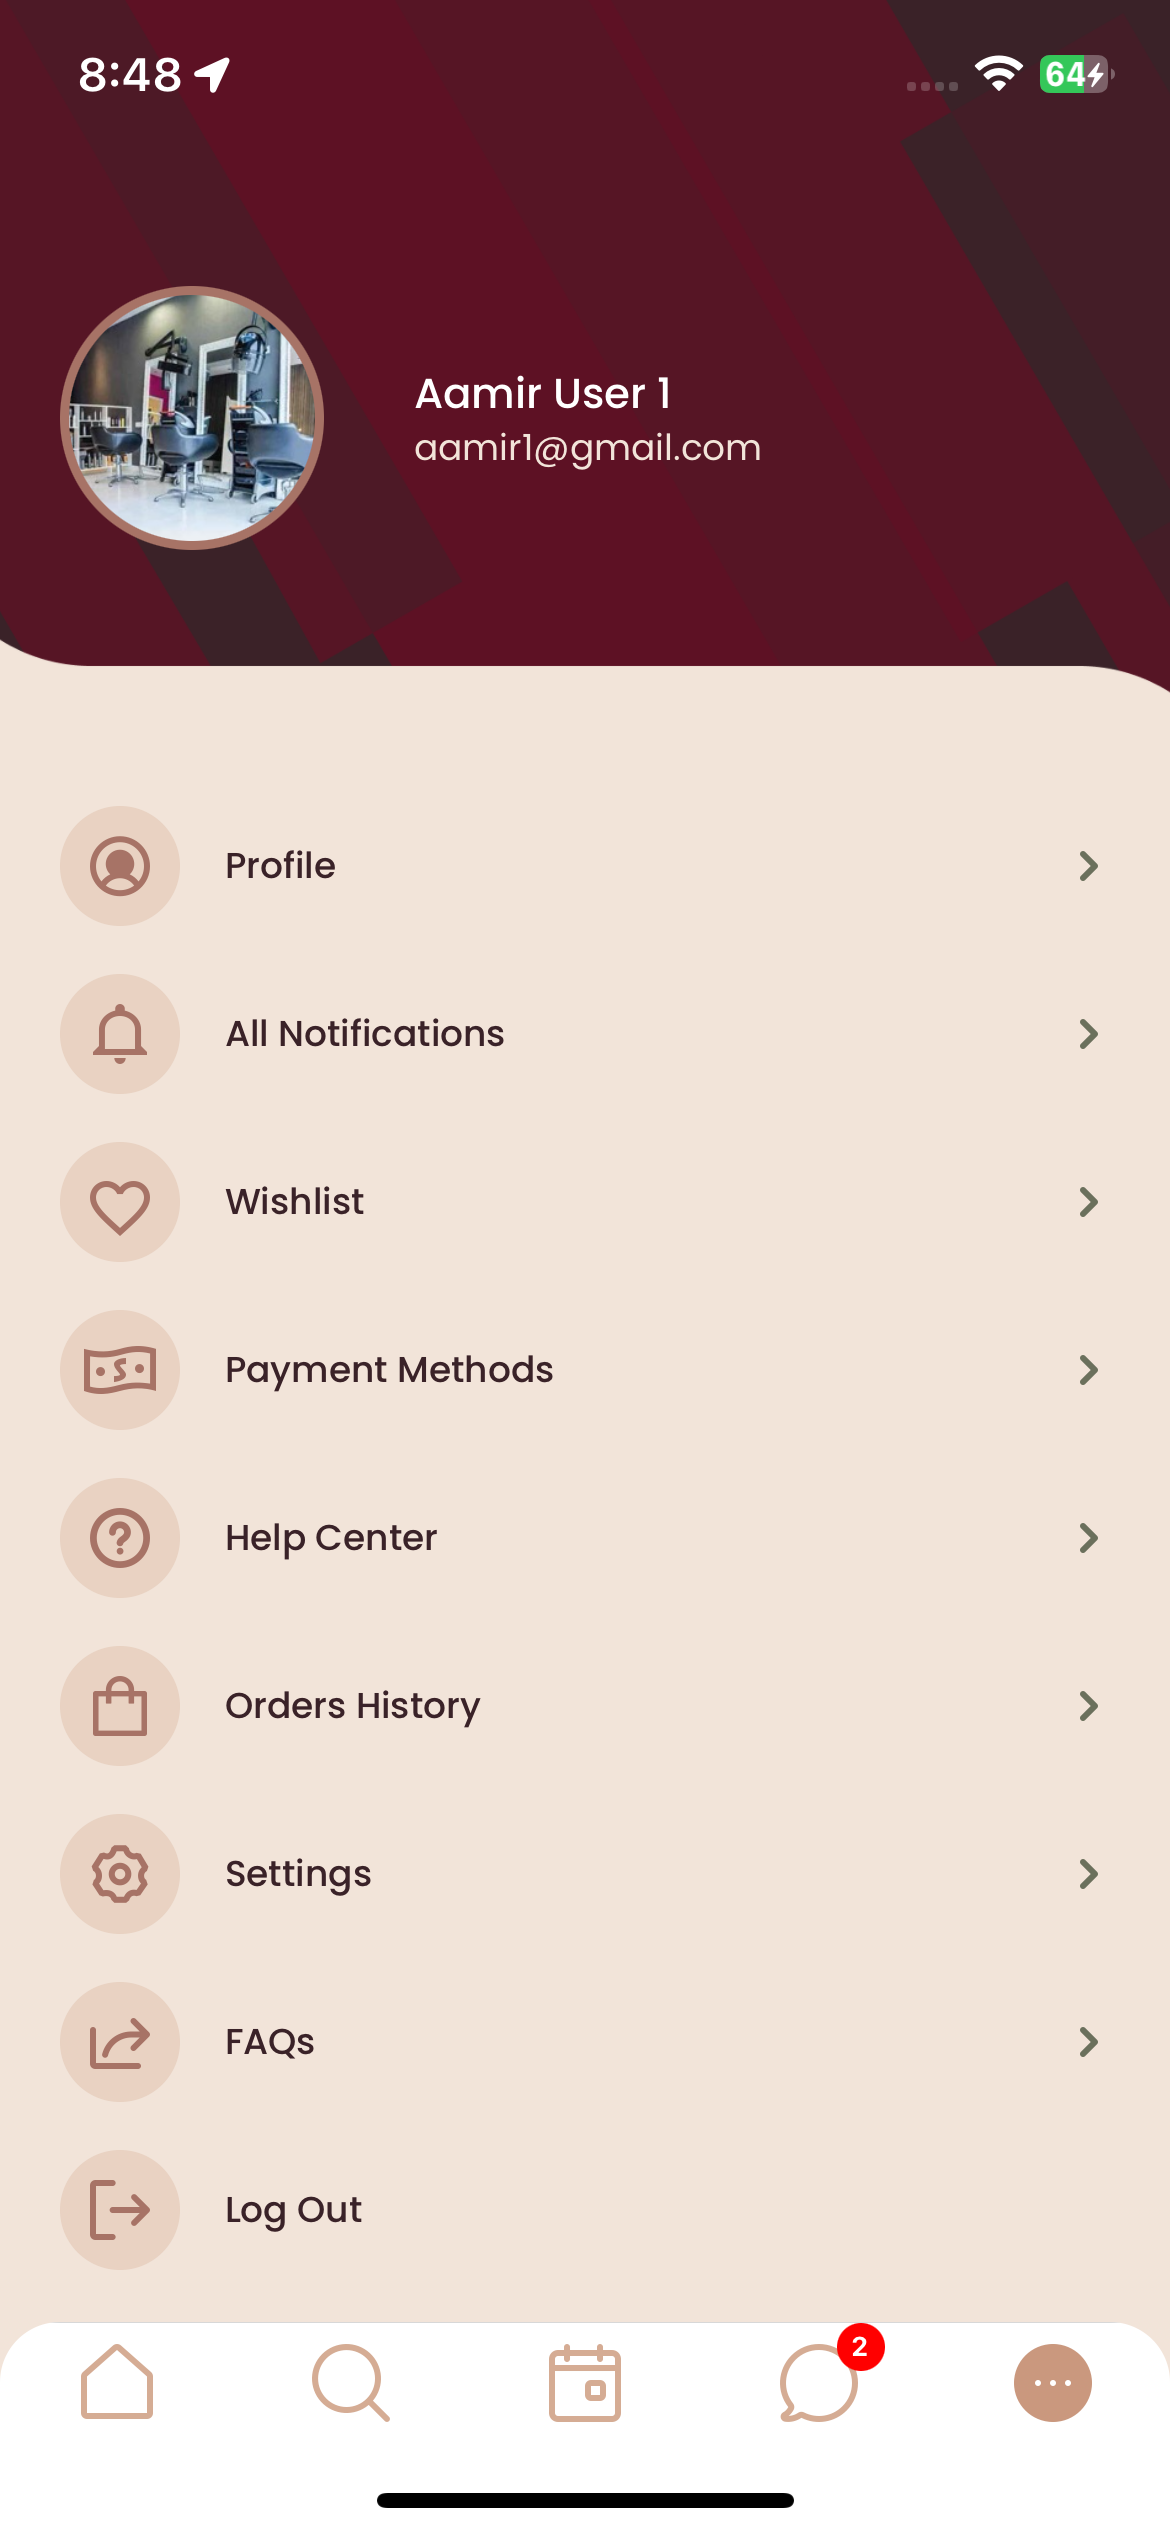 8:48
64
Aamir User 1
aamir1@gmail.com
Profile
All Notifications
Wishlist
Payment Methods
Help Center
Orders History
Settings
FAQs
Log Out
2